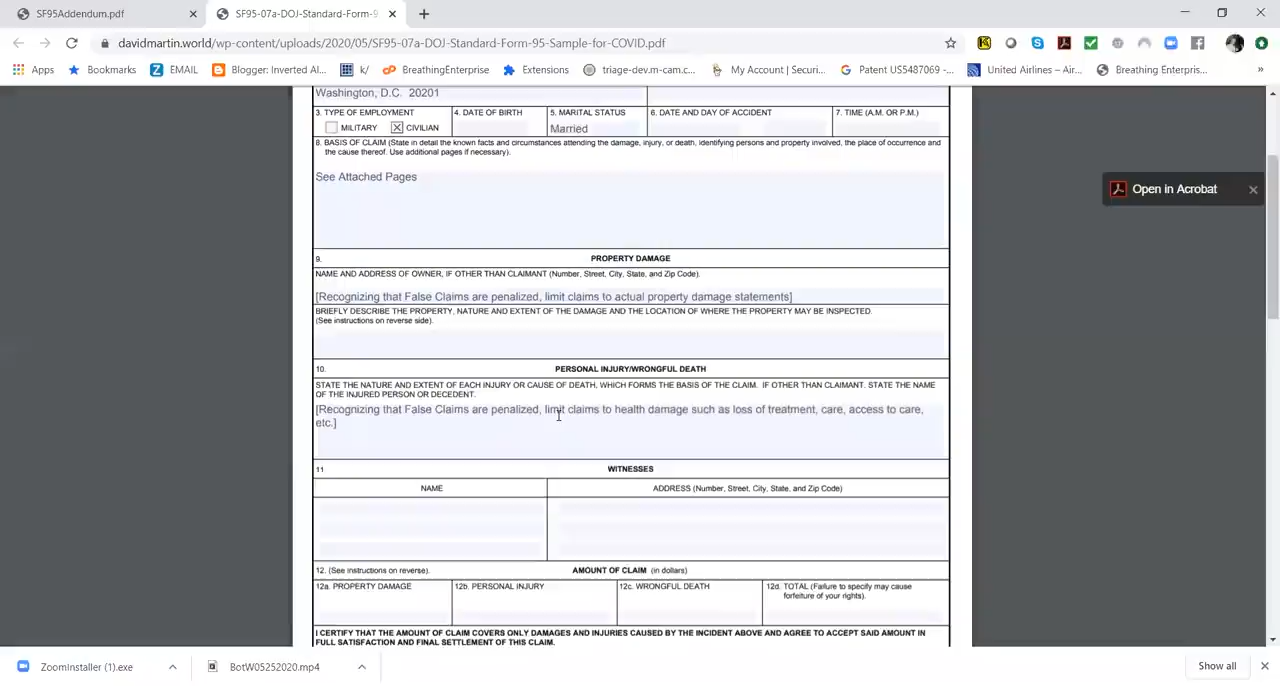 SF95Addendum.pdf
SF95-07a-DOJ-Standard-Form-9
davidmartin.world/wp-content/uploads/2020/05/SF95-07a-DOJ-Standard-Form-95-Sample-for-COVID.pdf
Apps Bookmarks EMAIL Blogger: Inverted Al... k/ BreathingEnterprise Extensions triage-dev.m-cam.c... My Account | Securi... Patent US5487069 -... United Airlines – Air... Breathing Enterpris... »
Washington, D.C. 20201
3. TYPE OF EMPLOYMENT 4. DATE OF BIRTH 5. MARITAL STATUS 6. DATE AND DAY OF ACCIDENT 7. TIME (A.M. OR P.M.)
MILITARY X CIVILIAN Married
8. BASIS OF CLAIM (State in detail the known facts and circumstances attending the damage, injury, or death, identifying persons and property involved, the place of occurrence and
the cause thereof. Use additional pages if necessary).
See Attached Pages
Open in Acrobat
9. PROPERTY DAMAGE
NAME AND ADDRESS OF OWNER, IF OTHER THAN CLAIMANT (Number, Street, City, State, and Zip Code).
[Recognizing that False Claims are penalized, limit claims to actual property damage statements]
BRIEFLY DESCRIBE THE PROPERTY, NATURE AND EXTENT OF THE DAMAGE AND THE LOCATION OF WHERE THE PROPERTY MAY BE INSPECTED.
(See instructions on reverse side).
10. PERSONAL INJURY/WRONGFUL DEATH
STATE THE NATURE AND EXTENT OF EACH INJURY OR CAUSE OF DEATH, WHICH FORMS THE BASIS OF THE CLAIM. IF OTHER THAN CLAIMANT, STATE THE NAME
OF THE INJURED PERSON OR DECEDENT.
[Recognizing that False Claims are penalized, limit claims to health damage such as loss of treatment, care, access to care,
etc.]
11 WITNESSES
NAME ADDRESS (Number, Street, City, State, and Zip Code)
12. (See instructions on reverse). AMOUNT OF CLAIM (in dollars)
12a. PROPERTY DAMAGE 12b. PERSONAL INJURY 12c. WRONGFUL DEATH 12d. TOTAL (Failure to specify may cause
forfeiture of your rights).
I CERTIFY THAT THE AMOUNT OF CLAIM COVERS ONLY DAMAGES AND INJURIES CAUSED BY THE INCIDENT ABOVE AND AGREE TO ACCEPT SAID AMOUNT IN
FULL SATISFACTION AND FINAL SETTLEMENT OF THIS CLAIM.
ZoomInstaller (1).exe BotW05252020.mp4 Show all